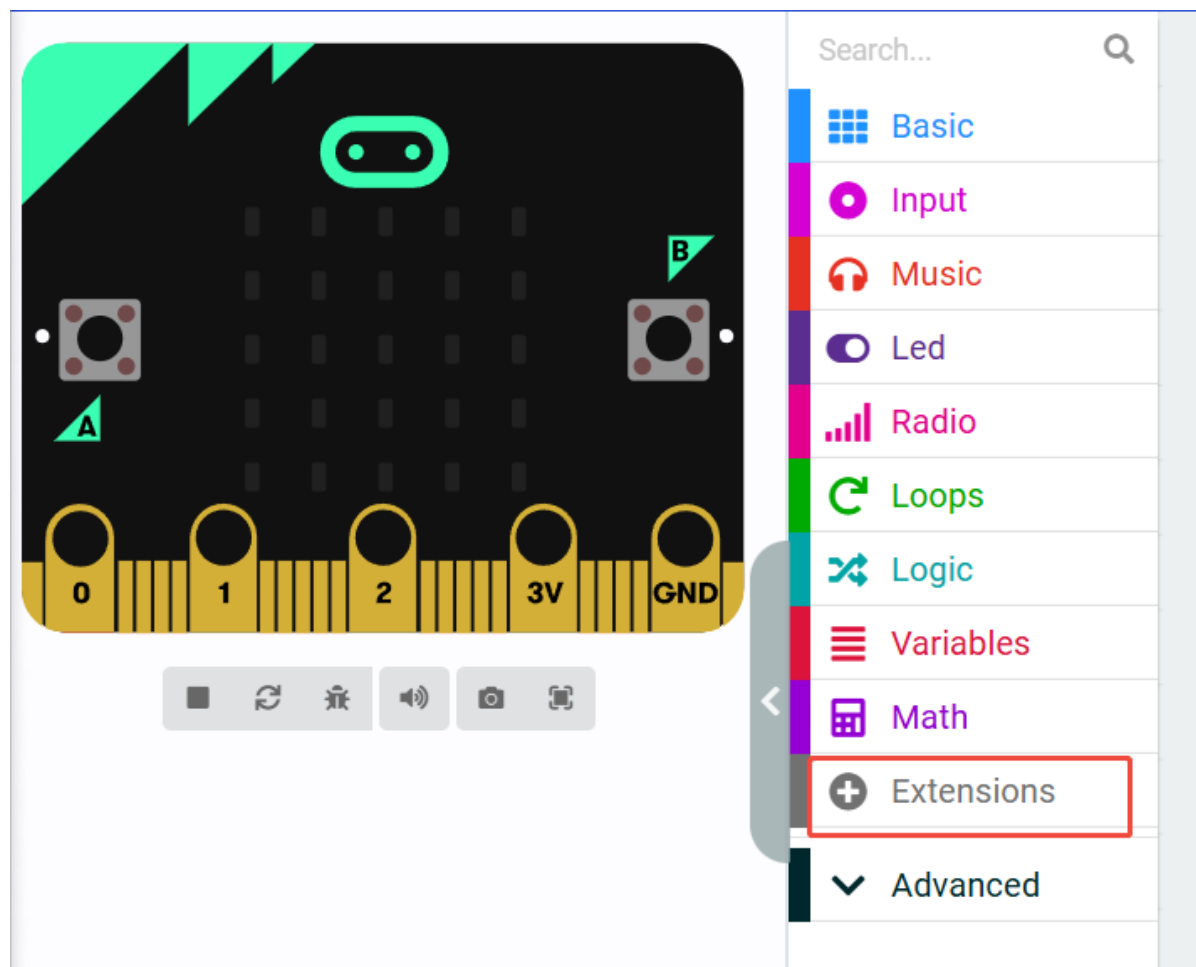 Search...
Basic
Input
Music
Led
Radio
Loops
Logic
Variables
Math
Extensions
Advanced
B
A
0 1 2 3V GND